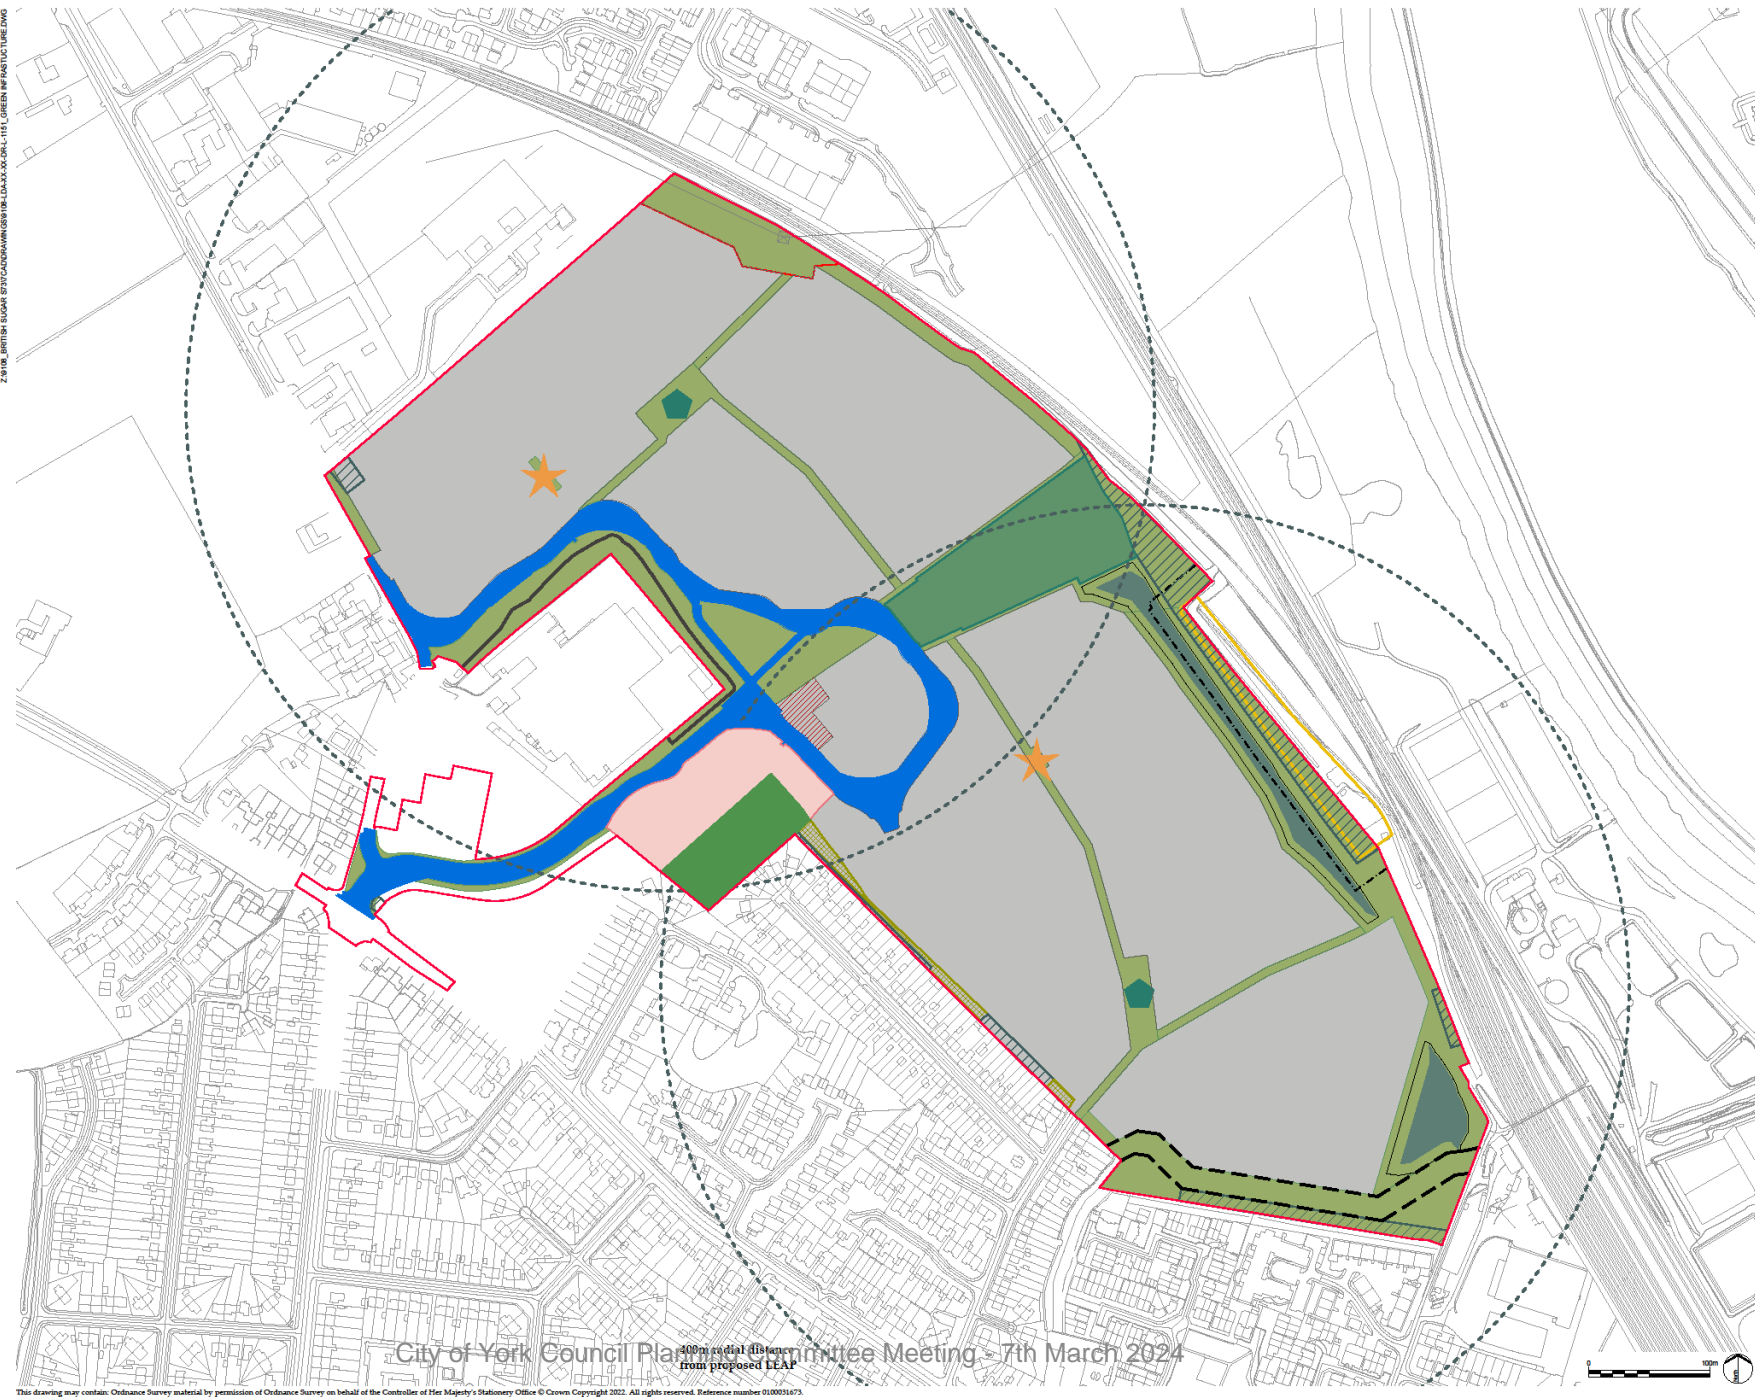 Z:\9108_BRITISH SUGAR S73\7CAD\DRAWINGS\9108-LDA-XX-XX-DR-L-1151_GREEN INFRASTUCTURE.DWG
400m radial distance
from proposed LEAP
City of York Council Planning Committee Meeting - 7th March 2024
0 100m
This drawing may contain: Ordnance Survey material by permission of Ordnance Survey on behalf of the Controller of Her Majesty's Stationery Office © Crown Copyright 2022. All rights reserved. Reference number 0100031673.